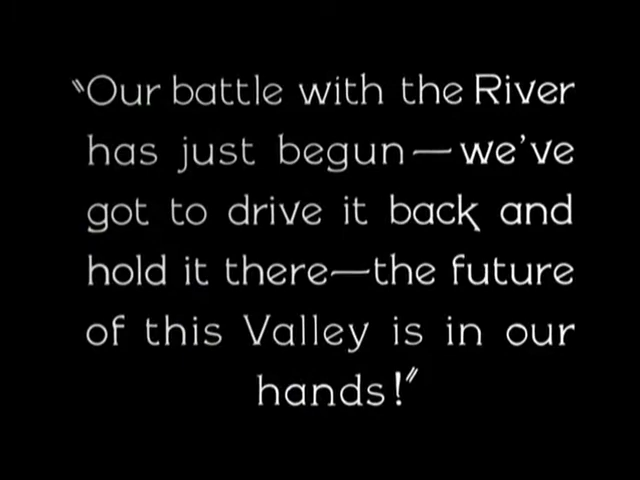 "Our battle with the River
has just begun—we've
got to drive it back and
hold it there—the future
of this Valley is in our
hands!"